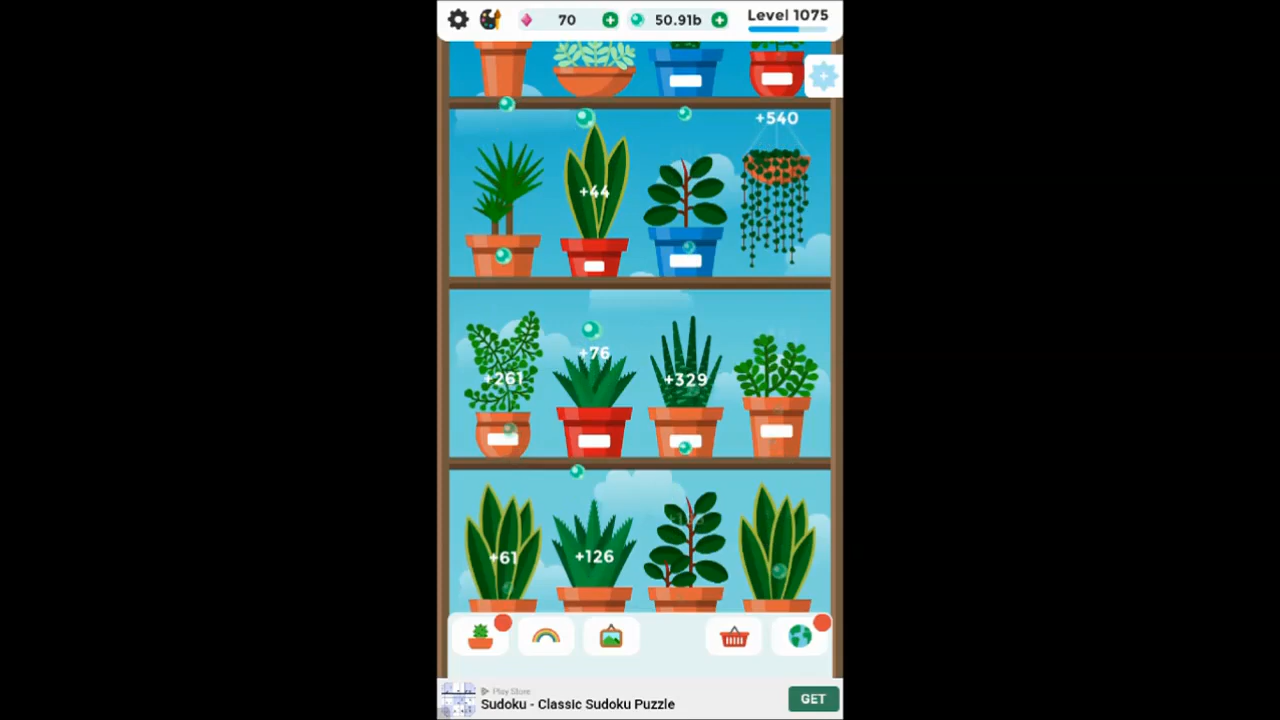 70
50.91b
Level 1075
+540
+44
+76
+261
+329
+61
+126
Play Store
Sudoku - Classic Sudoku Puzzle
GET